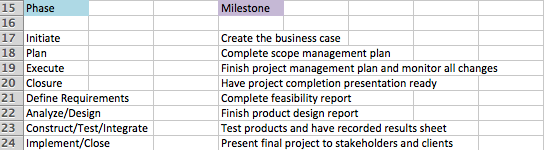 15 Phase Milestone
16
17 Initiate Create the business case
18 Plan Complete scope management plan
19 Execute Finish project management plan and monitor all changes
20 Closure Have project completion presentation ready
21 Define Requirements Complete feasibility report
22 Analyze/Design Finish product design report
23 Construct/Test/Integrate Test products and have recorded results sheet
24 Implement/Close Present final project to stakeholders and clients